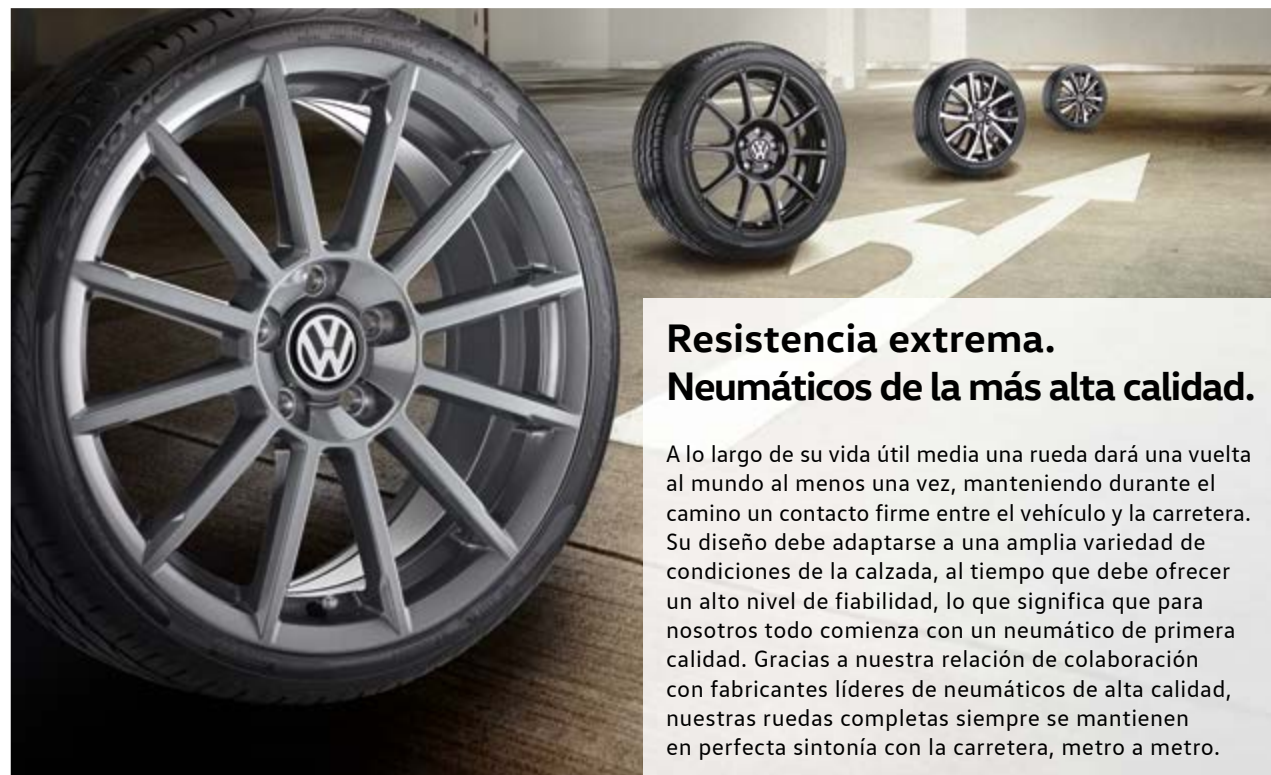 Resistencia extrema.
Neumáticos de la más alta calidad.
A lo largo de su vida útil media una rueda dará una vuelta
al mundo al menos una vez, manteniendo durante el
camino un contacto firme entre el vehículo y la carretera.
Su diseño debe adaptarse a una amplia variedad de
condiciones de la calzada, al tiempo que debe ofrecer
un alto nivel de fiabilidad, lo que significa que para
nosotros todo comienza con un neumático de primera
calidad. Gracias a nuestra relación de colaboración
con fabricantes líderes de neumáticos de alta calidad,
nuestras ruedas completas siempre se mantienen
en perfecta sintonía con la carretera, metro a metro.